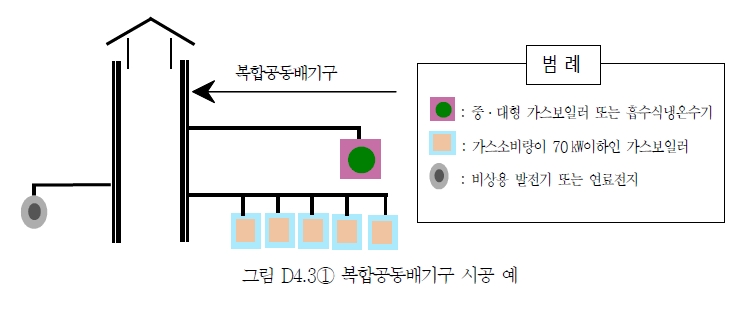 복합공동배기구
범 례
: 중·대형 가스보일러 또는 흡수식냉온수기
: 가스소비량이 70㎾이하인 가스보일러
: 비상용 발전기 또는 연료전지
그림 D4.3① 복합공동배기구 시공 예